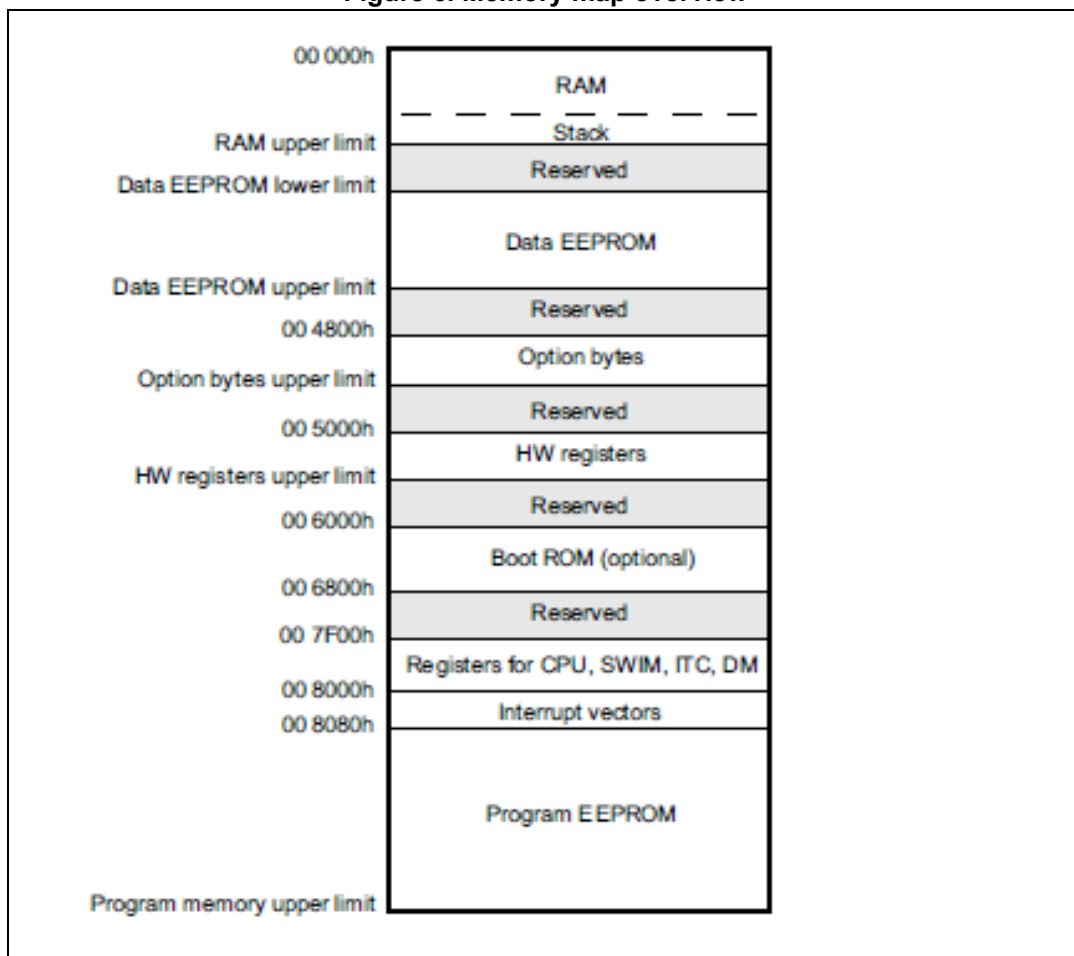 Memory map overview
00 000h
RAM
Stack
RAM upper limit
Reserved
Data EEPROM lower limit
Data EEPROM
Data EEPROM upper limit
Reserved
00 4800h
Option bytes
Option bytes upper limit
Reserved
00 5000h
HW registers
HW registers upper limit
Reserved
00 6000h
Boot ROM (optional)
00 6800h
Reserved
00 7F00h
Registers for CPU, SWIM, ITC, DM
00 8000h
Interrupt vectors
00 8080h
Program EEPROM
Program memory upper limit